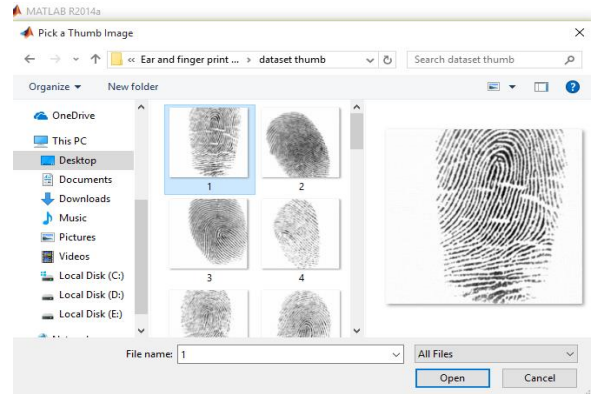 MATLAB R2014a
Pick a Thumb Image
« Ear and finger print ... > dataset thumb
Search dataset thumb
Organize
New folder
OneDrive
This PC
Desktop
Documents
Downloads
Music
Pictures
Videos
Local Disk (C:)
Local Disk (D:)
Local Disk (E:)
1
2
3
4
File name: 1
All Files
Open
Cancel